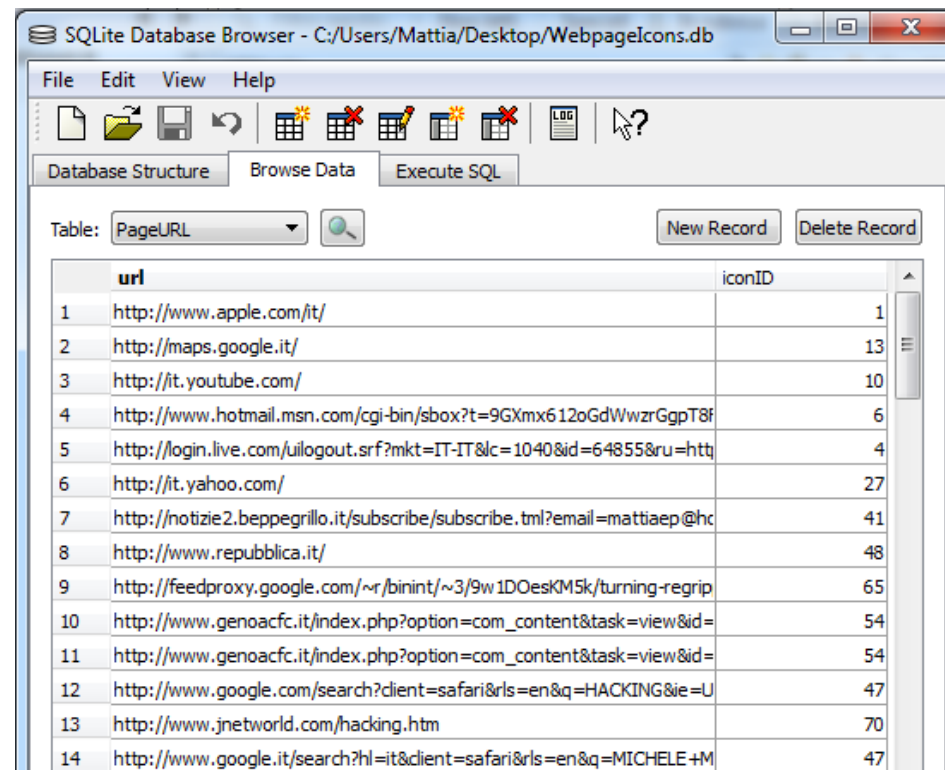 SQLite Database Browser - C:/Users/Mattia/Desktop/WebpageIcons.db
File Edit View Help
LOG ?
Database Structure Browse Data Execute SQL
Table: PageURL New Record Delete Record
url iconID
1 http://www.apple.com/it/ 1
2 http://maps.google.it/ 13
3 http://it.youtube.com/ 10
4 http://www.hotmail.msn.com/cgi-bin/sbox?t=9GXmx612oGdWwzrGgpT8F 6
5 http://login.live.com/uilogout.srf?mkt=IT-IT&lc=1040&id=64855&ru=http 4
6 http://it.yahoo.com/ 27
7 http://notizie2.beppegrillo.it/subscribe/subscribe.tml?email=mattiaep@ho 41
8 http://www.repubblica.it/ 48
9 http://feedproxy.google.com/~r/binint/~3/9w1DOesKM5k/turning-regrip 65
10 http://www.genoacfc.it/index.php?option=com_content&task=view&id= 54
11 http://www.genoacfc.it/index.php?option=com_content&task=view&id= 54
12 http://www.google.com/search?client=safari&rls=en&q=HACKING&ie=U 47
13 http://www.jnetworld.com/hacking.htm 70
14 http://www.google.it/search?hl=it&client=safari&rls=en&q=MICHELE+M 47